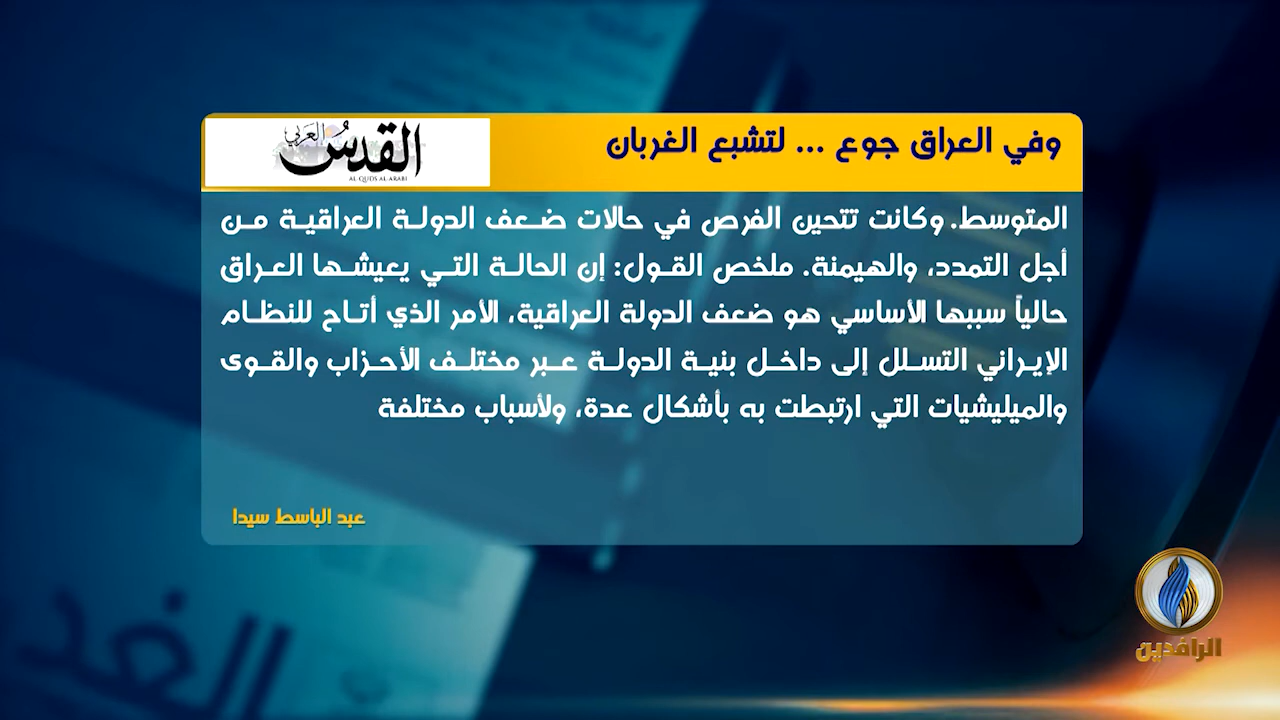 وفي العراق جوع ... لتشبع الغربان
القدس العربي
AL QUDS AL-ARABI
المتوسط. وكانت تتحين الفرص في حالات ضعف الدولة العراقية من
أجل التمدد، والهيمنة. ملخص القول: إن الحالة التي يعيشها العراق
حالياً سببها الأساسي هو ضعف الدولة العراقية، الأمر الذي أتاح للنظام
الإيراني التسلل إلى داخل بنية الدولة عبر مختلف الأحزاب والقوى
والميليشيات التي ارتبطت به بأشكال عدة، ولأسباب مختلفة
عبد الباسط سيدا
الرافدين
الغد